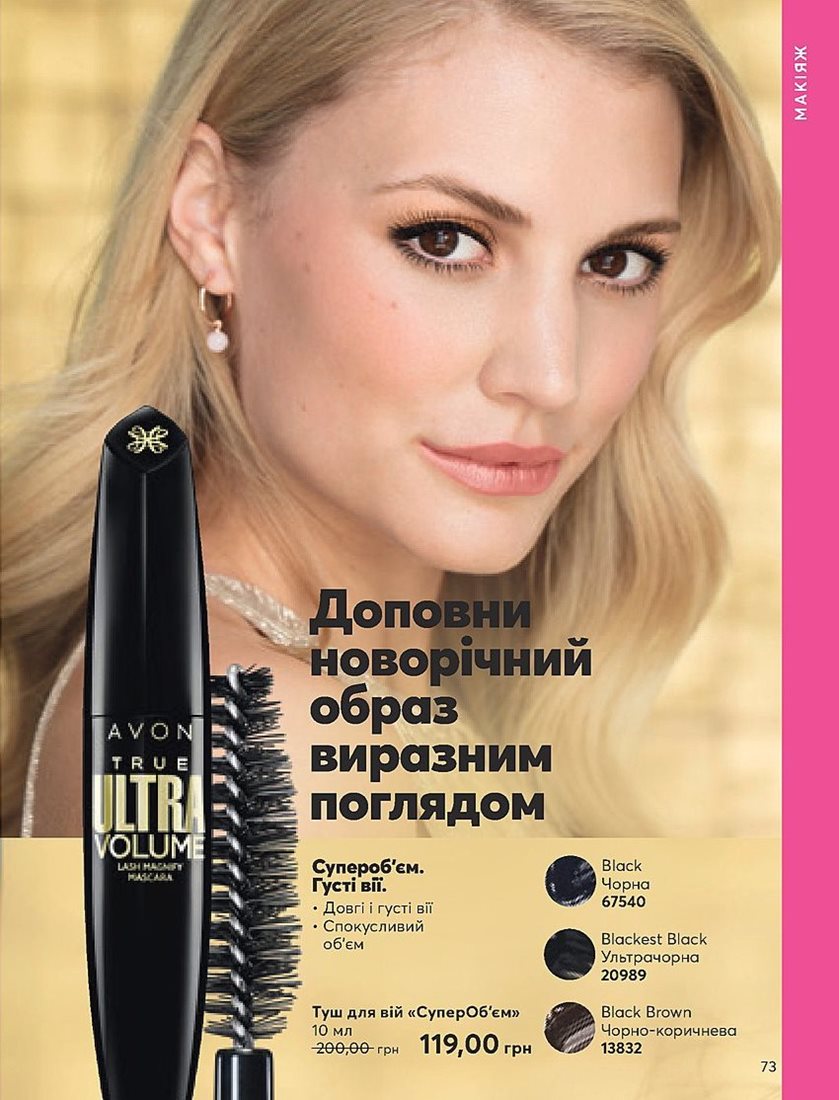 МАКІЯЖ
Доповни
новорічний
образ
виразним
поглядом
AVON
TRUE
ULTRA
VOLUME
LASH MAGNIFY
MASCARA
Супероб'єм.
Густі вії.
• Довгі і густі вії
• Спокусливий
об'єм
Туш для вій «СуперОб'єм»
10 мл
200,00 грн 119,00 грн
Black
Чорна
67540
Blackest Black
Ультрачорна
20989
Black Brown
Чорно-коричнева
13832
73